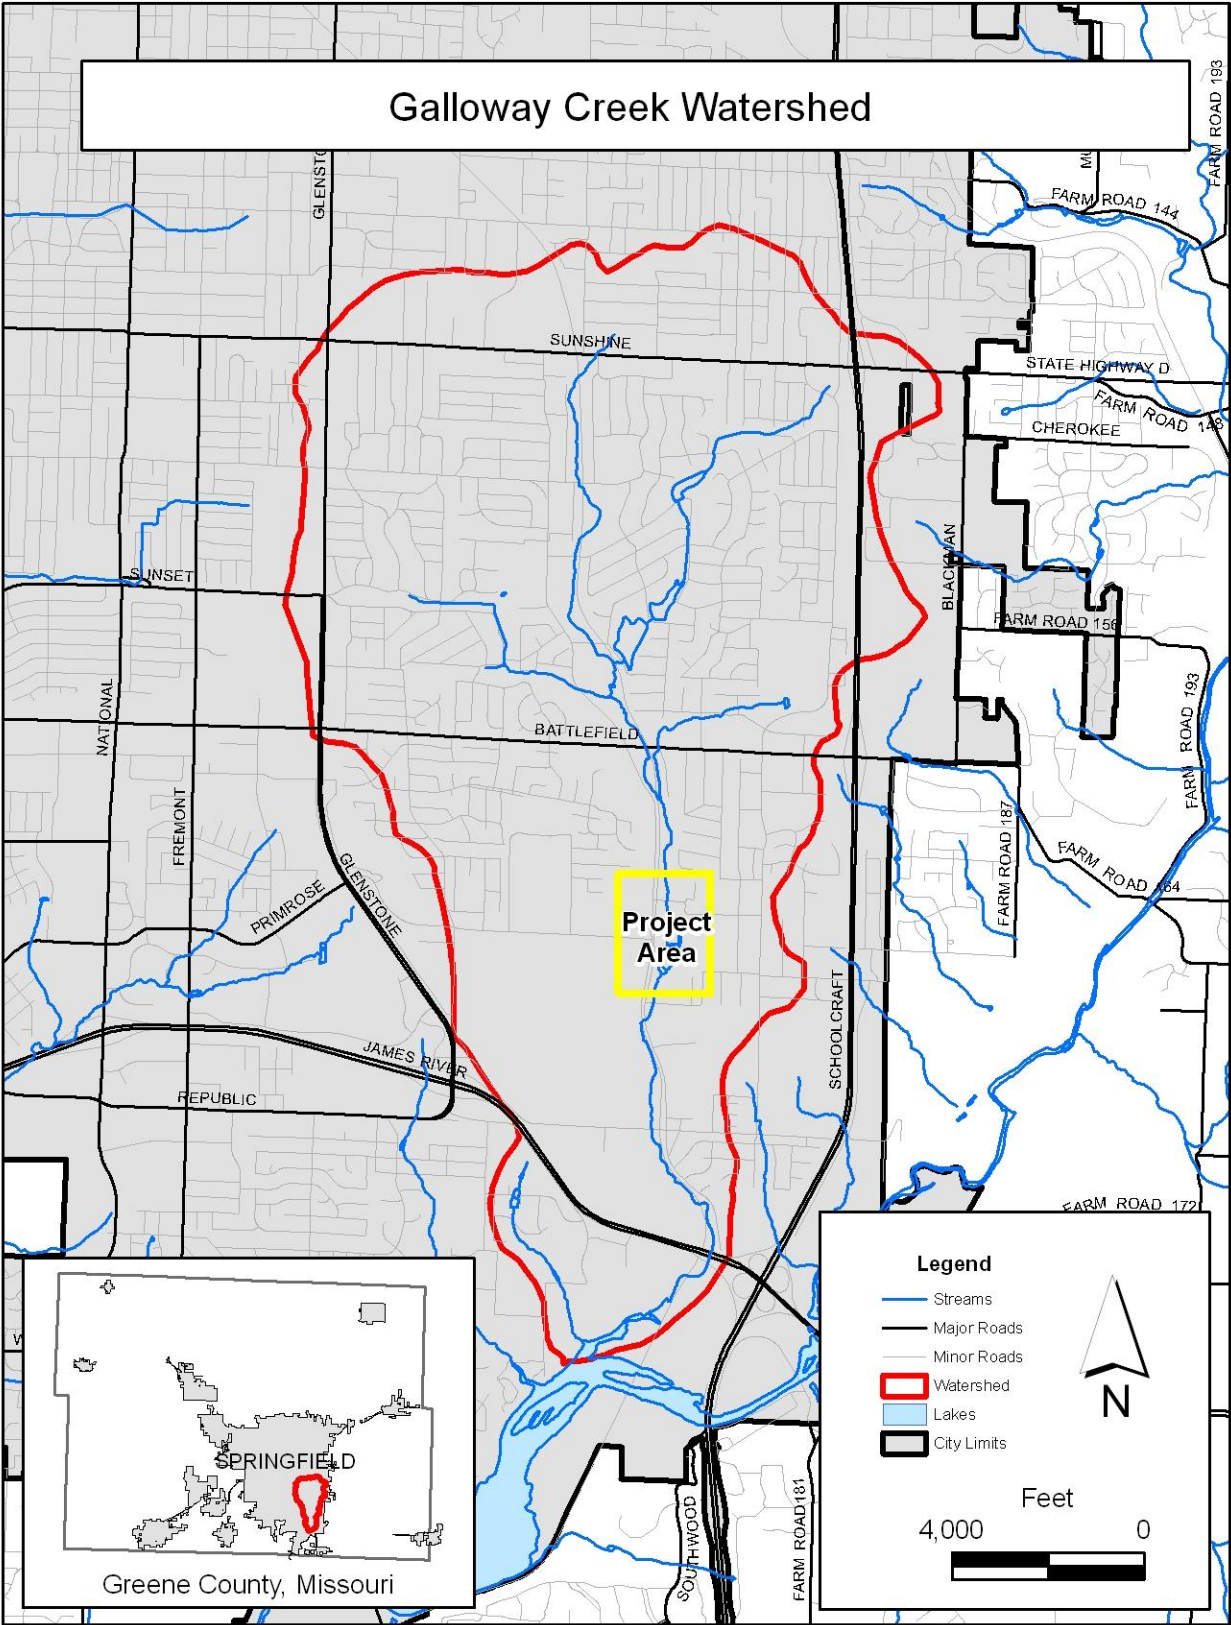 Galloway Creek Watershed
GLENSTO
FARM ROAD 193
MU
FARM ROAD 144
SUNSHINE
STATE HIGHWAY D
FARM ROAD 148
CHEROKEE
SUNSET
BLACKMAN
FARM ROAD 156
NATIONAL
BATTLEFIELD
FARM ROAD 193
FREMONT
FARM ROAD 187
FARM ROAD 164
GLENSTONE
PRIMROSE
Project
Area
SCHOOLCRAFT
JAMES RIVER
REPUBLIC
FARM ROAD 172
W
SPRINGFIELD
Greene County, Missouri
SOUTHWOOD
FARM ROAD181
Legend
Streams
Major Roads
Minor Roads
Watershed
Lakes
City Limits
N
Feet
4,000 0